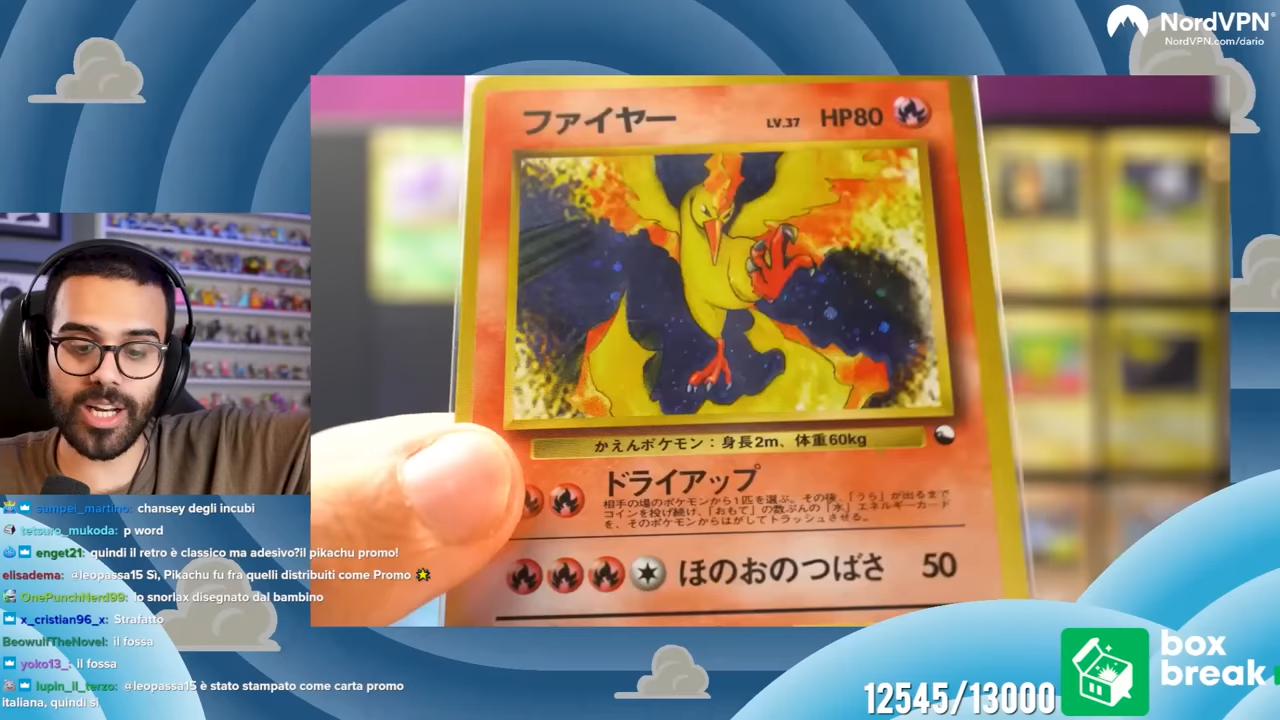 NordVPN
NordVPN.com/dario
ファイヤー
LV.37 HP80
かえんポケモン：身長2m、体重60kg
ドライアップ
相手の場のポケモンから1匹を選ぶ。その後、「うら」が出るまで
コインを投げ続け、「おもて」の数ぶんの「水」エネルギーカード
を、そのポケモンからはがしてトラッシュさせる。
ほのおのつばさ 50
sampei_martino: chansey degli incubi
tetsuro_mukoda: p word
enget21: quindi il retro è classico ma adesivo?il pikachu promo!
elisadema: @leopassa15 Sì, Pikachu fu fra quelli distribuiti come Promo
OnePunchNerd99: lo snorlax disegnato dal bambino
x_cristian96_x: Strafatto
BeowulfTheNovel: il fossa
yoko13_: il fossa
lupin_il_terzo: @leopassa15 è stato stampato come carta promo
italiana, quindi sì
12545/13000
box
break